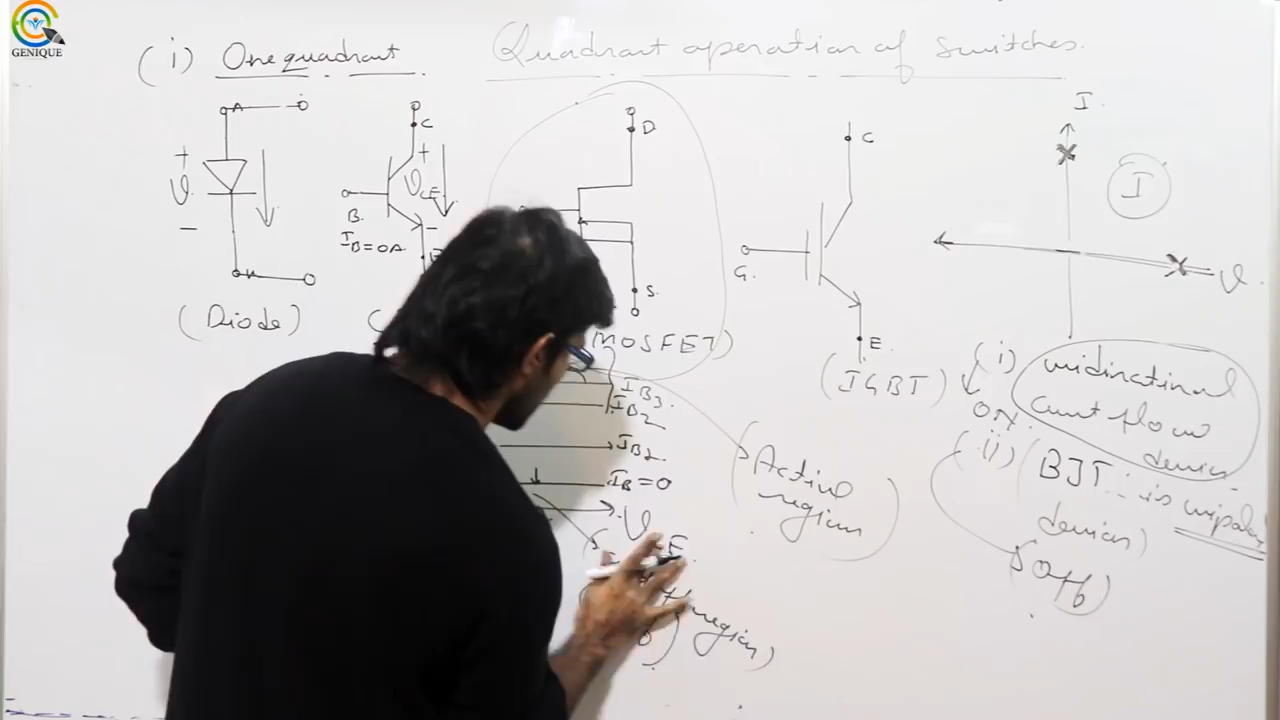 GENIQUE
(i) One quadrant
Quadrant operation of switches.
A
+
V
-
K
(Diode)
C
+
VCE
B
-
IB=0A
E
(
D
S.
(MOSFET)
C
G.
E
(IGBT)
I
I
V
(i) unidirectional
current flow
device
ON.
(ii) (BJT is unipolar
device)
(off)
IB3.
IB2
IB1.
IB=0
VCE
(Active
region)
region)